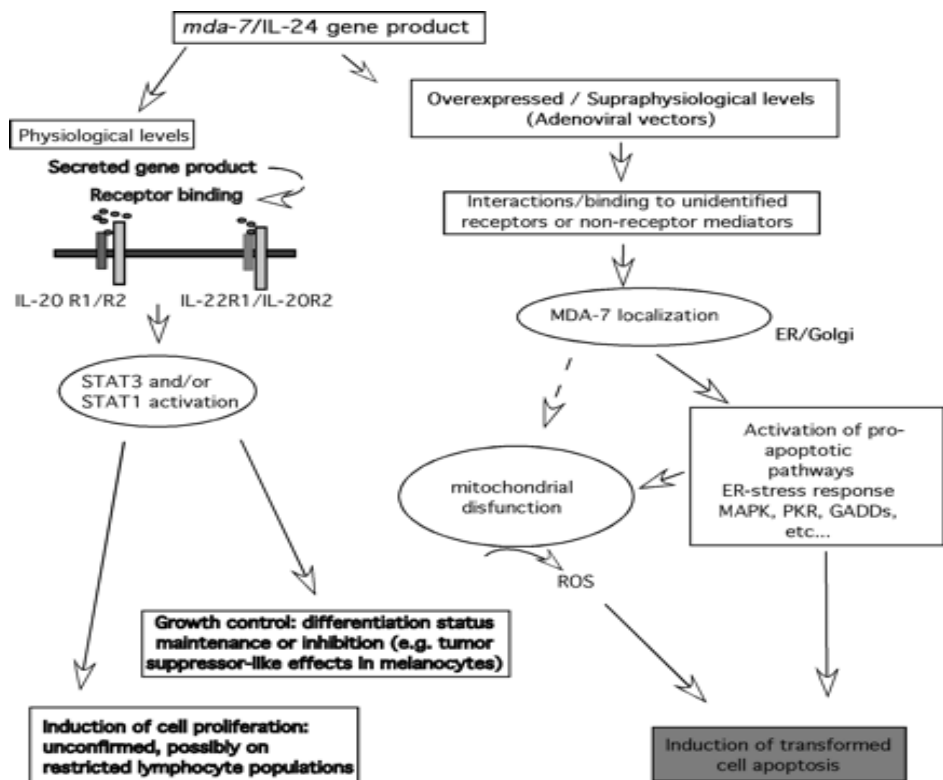 mda-7/IL-24 gene product
Overexpressed / Supraphysiological levels
(Adenoviral vectors)
Physiological levels
Secreted gene product
Receptor binding
Interactions/binding to unidentified
receptors or non-receptor mediators
IL-20 R1/R2
IL-22R1/IL-20R2
MDA-7 localization
ER/Golgi
STAT3 and/or
STAT1 activation
Activation of pro-
apoptotic
pathways
ER-stress response
MAPK, PKR, GADDs,
etc...
mitochondrial
disfunction
ROS
Growth control: differentiation status
maintenance or inhibition (e.g. tumor
suppressor-like effects in melanocytes)
Induction of cell proliferation:
unconfirmed, possibly on
restricted lymphocyte populations
Induction of transformed
cell apoptosis